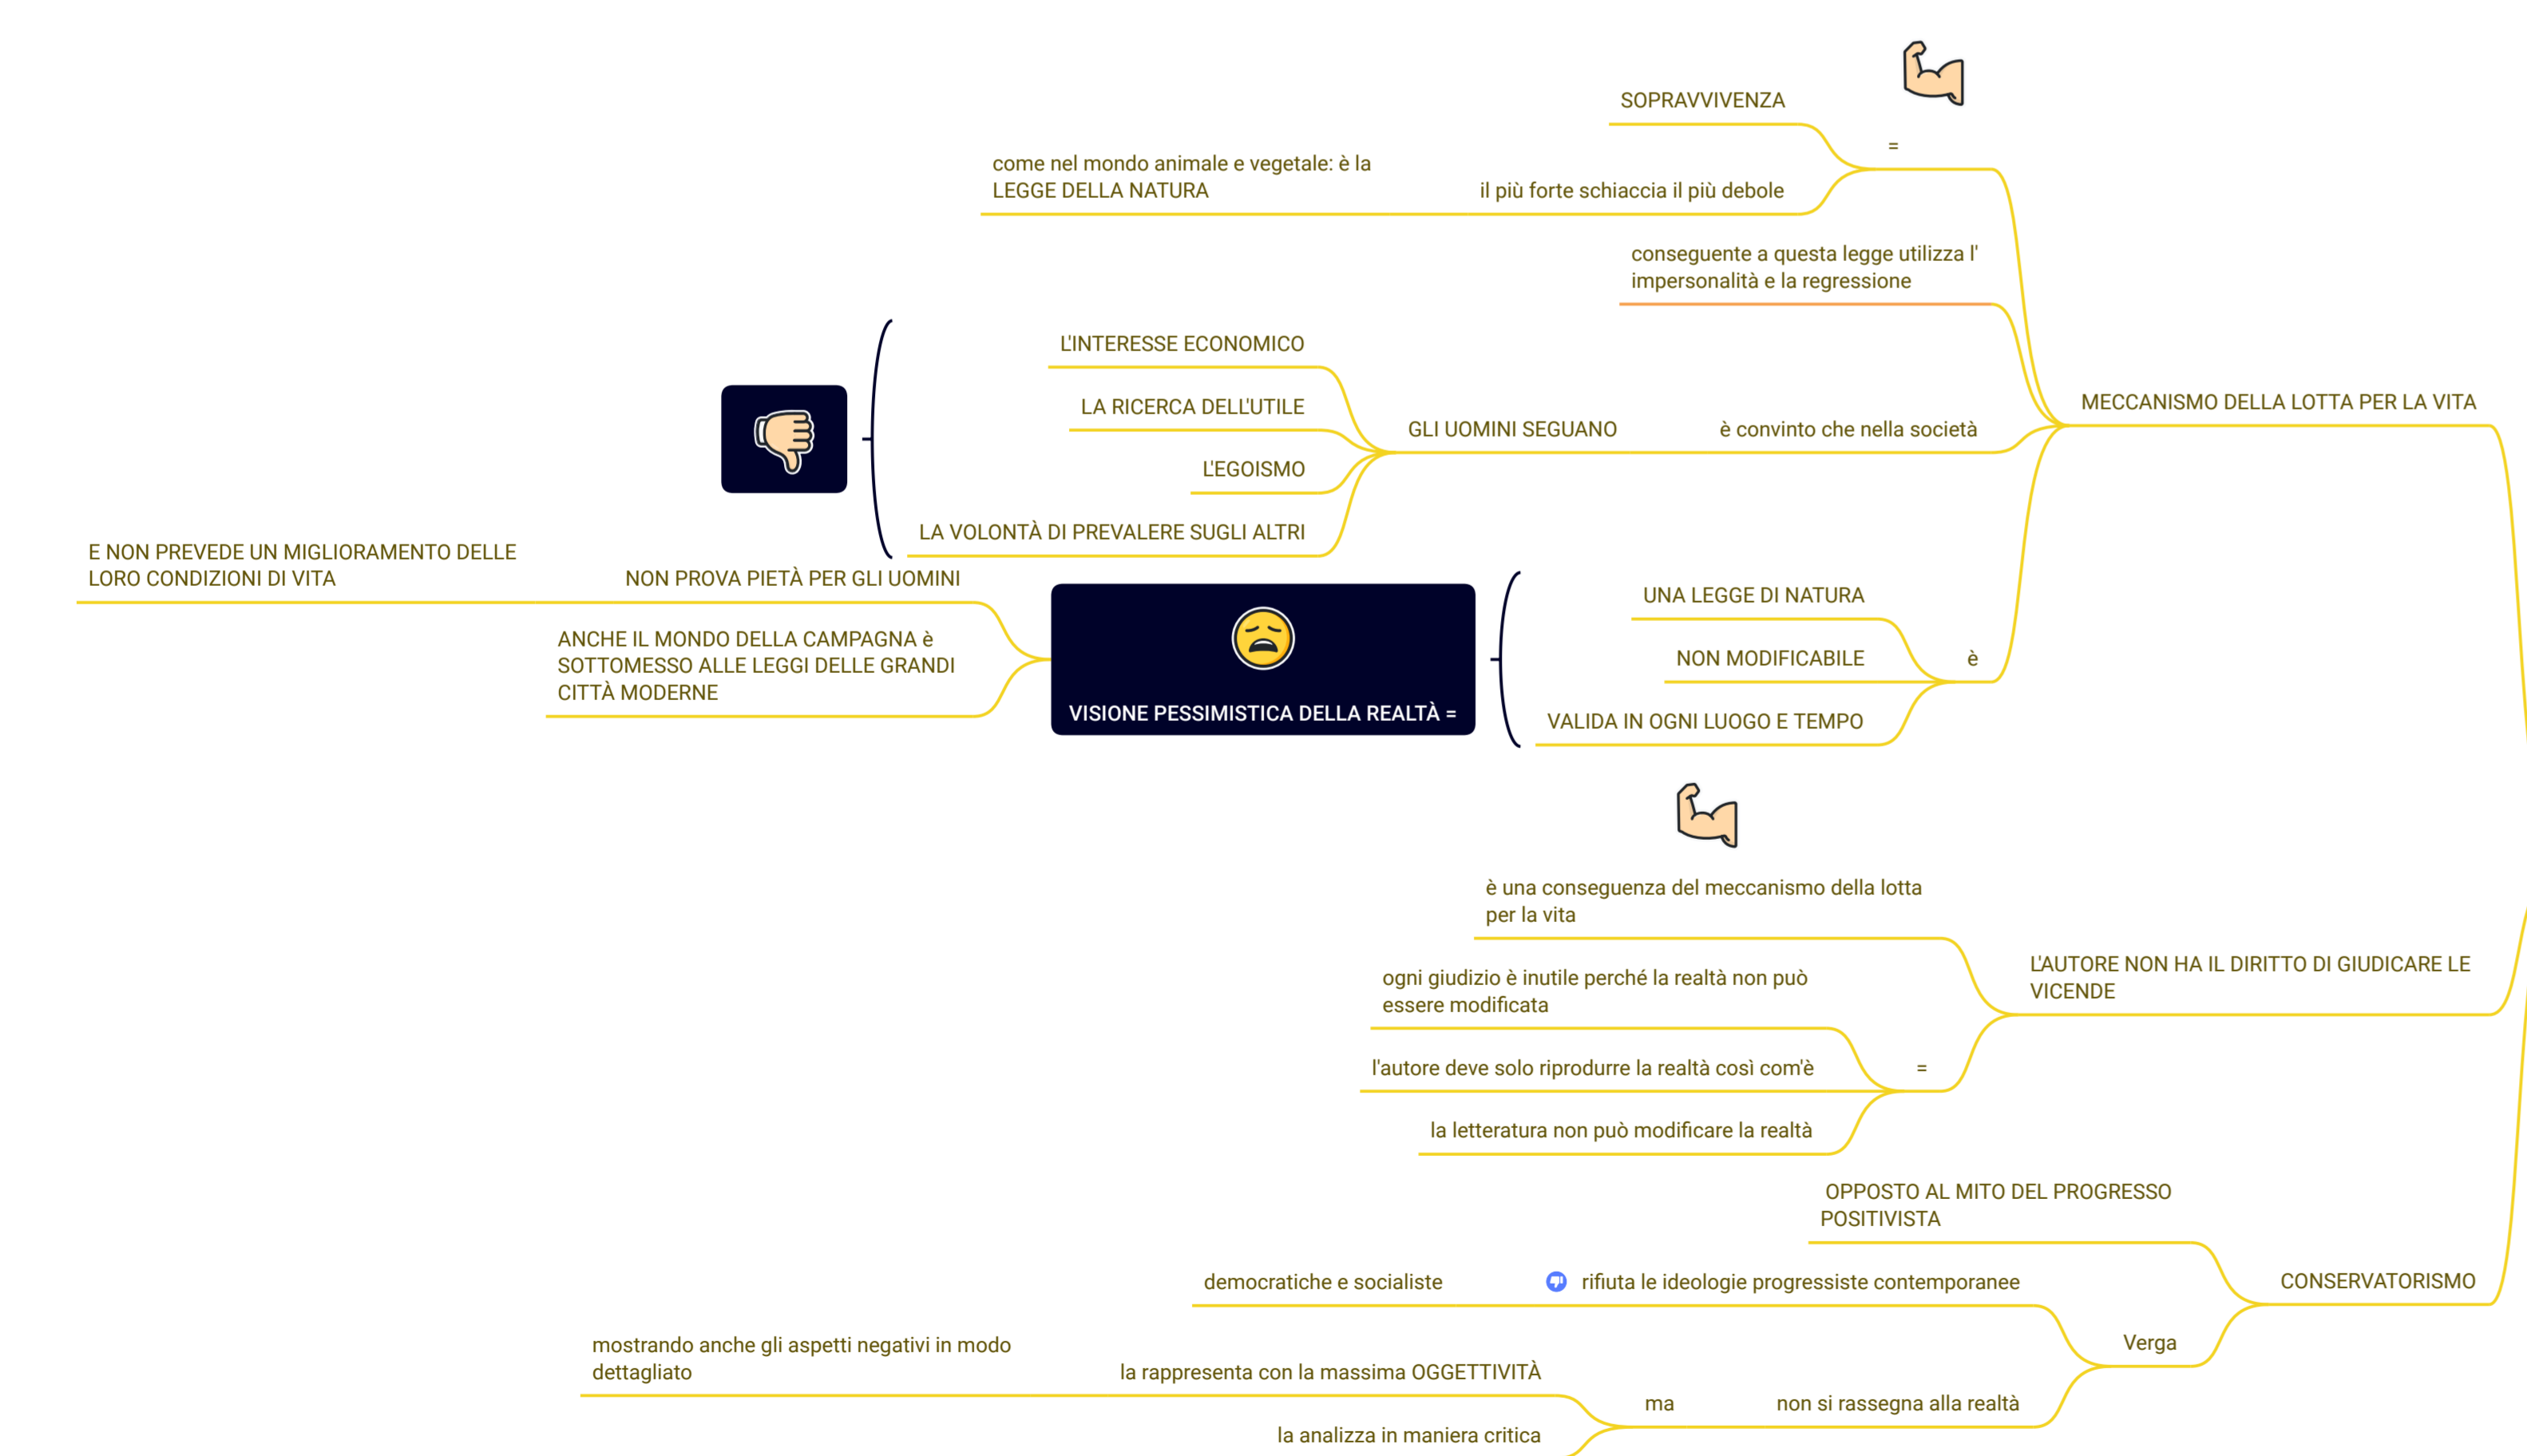 MECCANISMO DELLA LOTTA PER LA VITA
=
SOPRAVVIVENZA
il più forte schiaccia il più debole
come nel mondo animale e vegetale: è la
LEGGE DELLA NATURA
conseguente a questa legge utilizza l'
impersonalità e la regressione
è convinto che nella società
GLI UOMINI SEGUANO
L'INTERESSE ECONOMICO
LA RICERCA DELL'UTILE
L'EGOISMO
LA VOLONTÀ DI PREVALERE SUGLI ALTRI
è
UNA LEGGE DI NATURA
NON MODIFICABILE
VALIDA IN OGNI LUOGO E TEMPO
VISIONE PESSIMISTICA DELLA REALTÀ =
NON PROVA PIETÀ PER GLI UOMINI
E NON PREVEDE UN MIGLIORAMENTO DELLE
LORO CONDIZIONI DI VITA
ANCHE IL MONDO DELLA CAMPAGNA è
SOTTOMESSO ALLE LEGGI DELLE GRANDI
CITTÀ MODERNE
L'AUTORE NON HA IL DIRITTO DI GIUDICARE LE
VICENDE
è una conseguenza del meccanismo della lotta
per la vita
=
ogni giudizio è inutile perché la realtà non può
essere modificata
l'autore deve solo riprodurre la realtà così com'è
la letteratura non può modificare la realtà
CONSERVATORISMO
OPPOSTO AL MITO DEL PROGRESSO
POSITIVISTA
Verga
rifiuta le ideologie progressiste contemporanee
democratiche e socialiste
non si rassegna alla realtà
ma
la rappresenta con la massima OGGETTIVITÀ
mostrando anche gli aspetti negativi in modo
dettagliato
la analizza in maniera critica